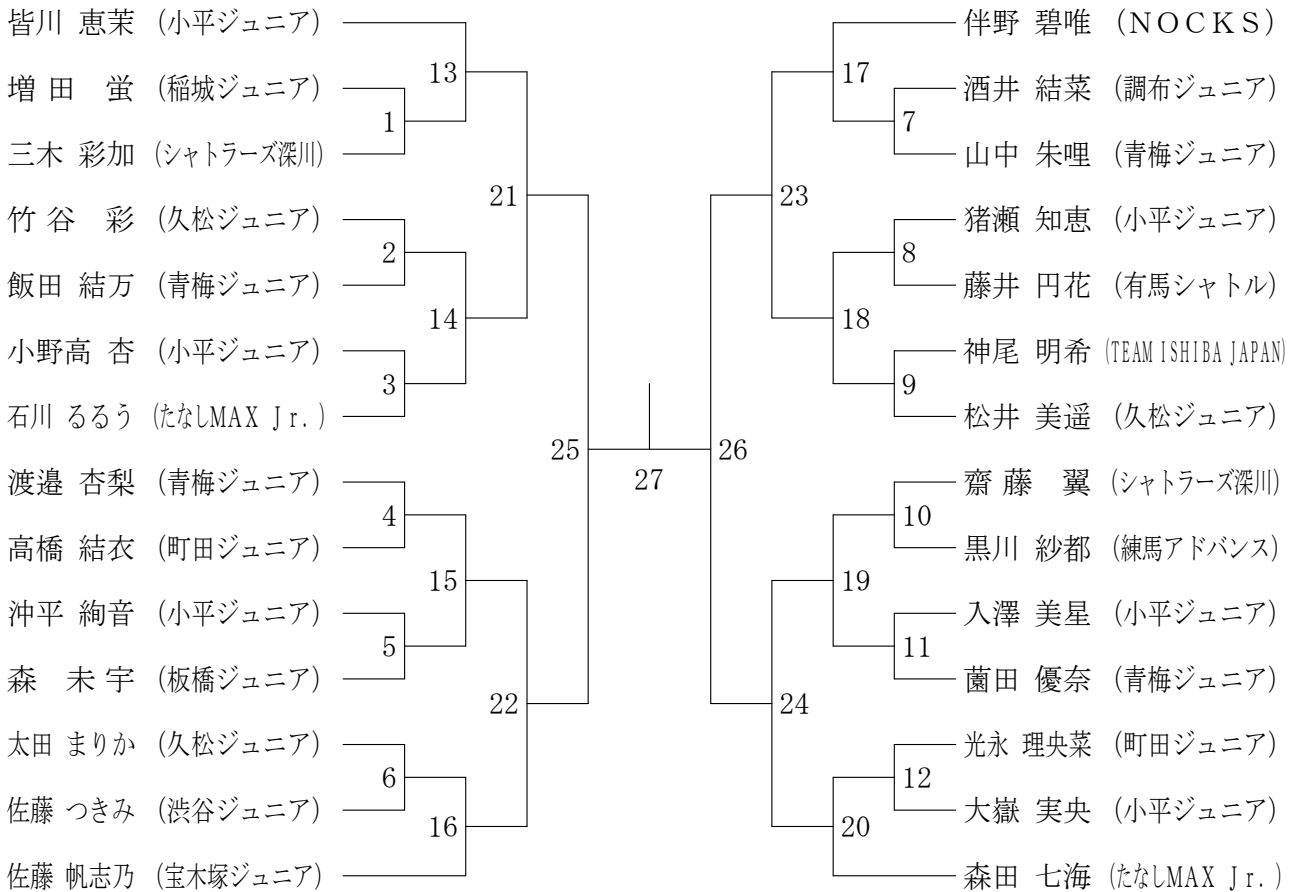 皆川 恵茉 (小平ジュニア)
増田 蛍 (稲城ジュニア)
三木 彩加 (シャトラーズ深川)
竹谷 彩 (久松ジュニア)
飯田 結万 (青梅ジュニア)
小野高 杏 (小平ジュニア)
石川 るるう (たなしMAX Jr.)
渡邉 杏梨 (青梅ジュニア)
高橋 結衣 (町田ジュニア)
沖平 絢音 (小平ジュニア)
森 未宇 (板橋ジュニア)
太田 まりか (久松ジュニア)
佐藤 つきみ (渋谷ジュニア)
佐藤 帆志乃 (宝木塚ジュニア)
1
2
3
4
5
6
13
14
15
16
21
22
25
27
26
23
24
17
18
19
20
7
8
9
10
11
12
伴野 碧唯 (NOCKS)
酒井 結菜 (調布ジュニア)
山中 朱哩 (青梅ジュニア)
猪瀬 知恵 (小平ジュニア)
藤井 円花 (有馬シャトル)
神尾 明希 (TEAM ISHIBA JAPAN)
松井 美遥 (久松ジュニア)
齋藤 翼 (シャトラーズ深川)
黒川 紗都 (練馬アドバンス)
入澤 美星 (小平ジュニア)
薗田 優奈 (青梅ジュニア)
光永 理央菜 (町田ジュニア)
大嶽 実央 (小平ジュニア)
森田 七海 (たなしMAX Jr.)